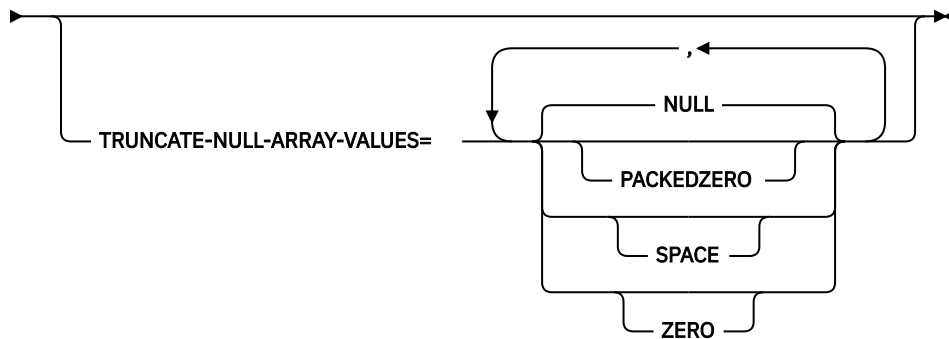 ,
NULL
TRUNCATE-NULL-ARRAY-VALUES=
PACKEDZERO
SPACE
ZERO